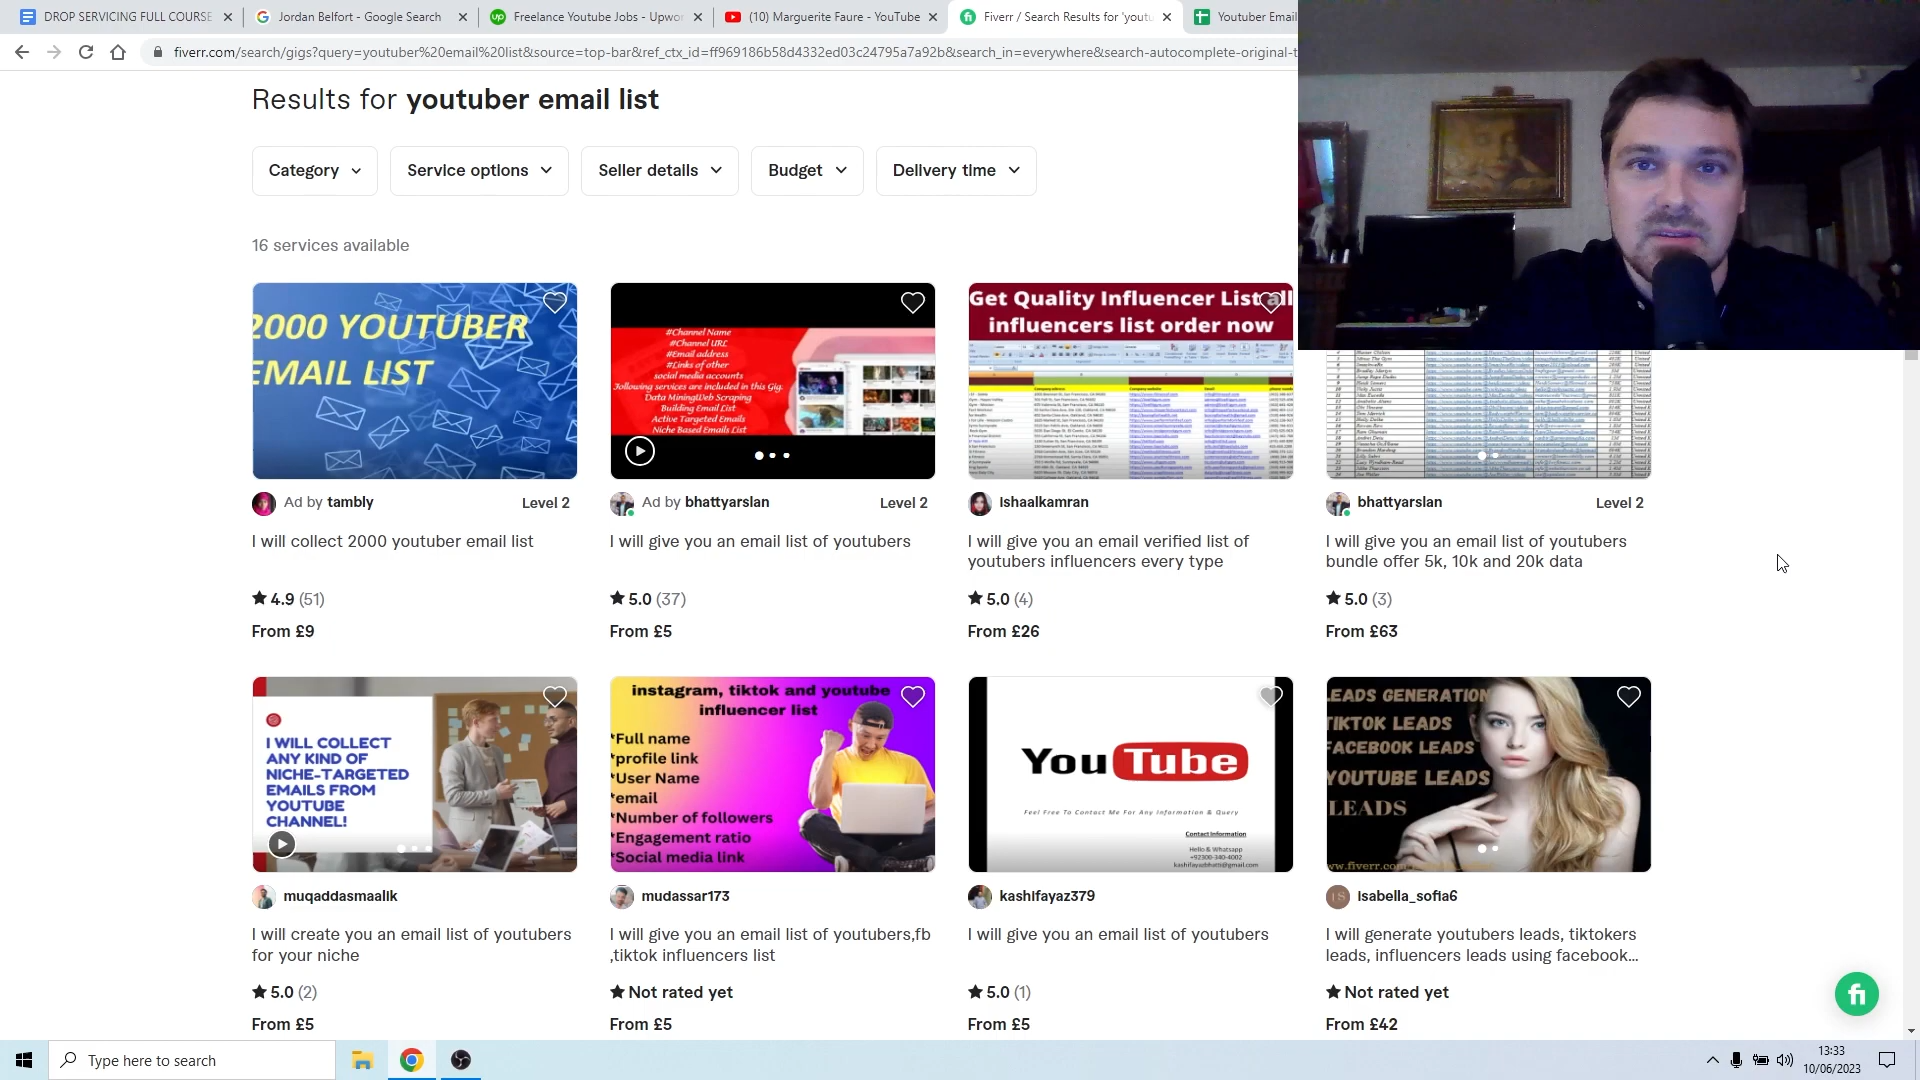 DROP SERVICING FULL COURSE
Jordan Belfort - Google Search
Freelance Youtube Jobs - Upwor
(10) Marguerite Faure - YouTube
Fiverr / Search Results for 'youtu
Youtuber Email
fiverr.com/search/gigs?query=youtuber%20email%20list&source=top-bar&ref_ctx_id=ff969186b58d4332ed03c24795a7a92b&search_in=everywhere&search-autocomplete-original-t
Results for youtuber email list
Category
Service options
Seller details
Budget
Delivery time
16 services available
2000 YOUTUBER
EMAIL LIST
#Channel Name
#Channel URL
#Email address
#Links of other
social media accounts
Following services are included in this Gig:
Data MiningWeb Scraping
Building Email List
Active Targeted Emails
Niche Based Emails List
Get Quality Influencer List all
influencers list order now
Ad by tambly
Level 2
Ad by bhattyarslan
Level 2
ishaalkamran
bhattyarslan
Level 2
I will collect 2000 youtuber email list
I will give you an email list of youtubers
I will give you an email verified list of
youtubers influencers every type
I will give you an email list of youtubers
bundle offer 5k, 10k and 20k data
4.9 (51)
5.0 (37)
5.0 (4)
5.0 (3)
From £9
From £5
From £26
From £63
I WILL COLLECT
ANY KIND OF
NICHE-TARGETED
EMAILS FROM
YOUTUBE
CHANNEL!
instagram, tiktok and youtube
influencer list
*Full name
*profile link
*User Name
*email
*Number of followers
*Engagement ratio
*Social media link
YouTube
Feel Free To Contact Me For Any Information & Query
Contact Information
Hello & Whatsapp
+92300-340-4002
kashifayazbhatti@gmail.com
LEADS GENERATION
TIKTOK LEADS
FACEBOOK LEADS
YOUTUBE LEADS
LEADS
www.fiverr.com
muqaddasmaalik
mudassar173
kashifayaz379
isabella_sofia6
I will create you an email list of youtubers
for your niche
I will give you an email list of youtubers,fb
,tiktok influencers list
I will give you an email list of youtubers
I will generate youtubers leads, tiktokers
leads, influencers leads using facebook...
5.0 (2)
Not rated yet
5.0 (1)
Not rated yet
From £5
From £5
From £5
From £42
fi
Type here to search
13:33
10/06/2023